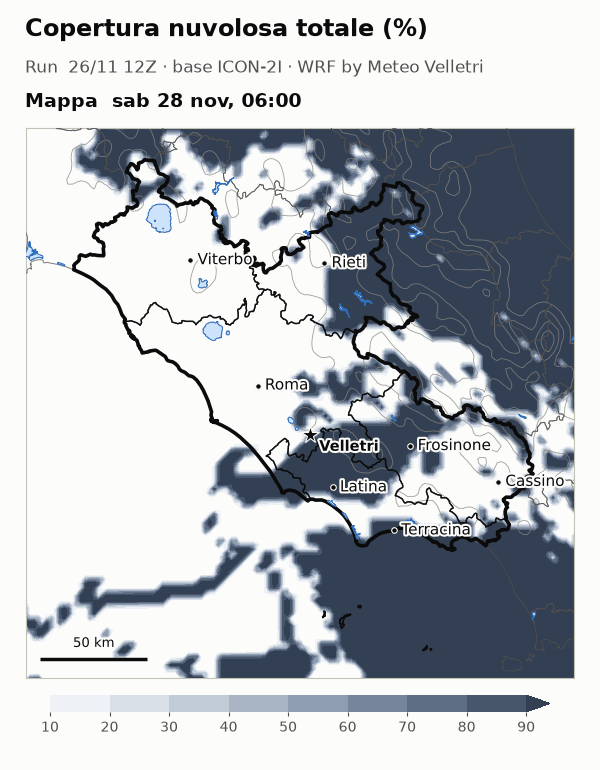 Copertura nuvolosa totale (%)
Run 26/11 12Z · base ICON-2I · WRF by Meteo Velletri
Mappa sab 28 nov, 06:00
Viterbo
Rieti
Roma
Velletri
Frosinone
Latina
Cassino
Terracina
50 km
10 20 30 40 50 60 70 80 90